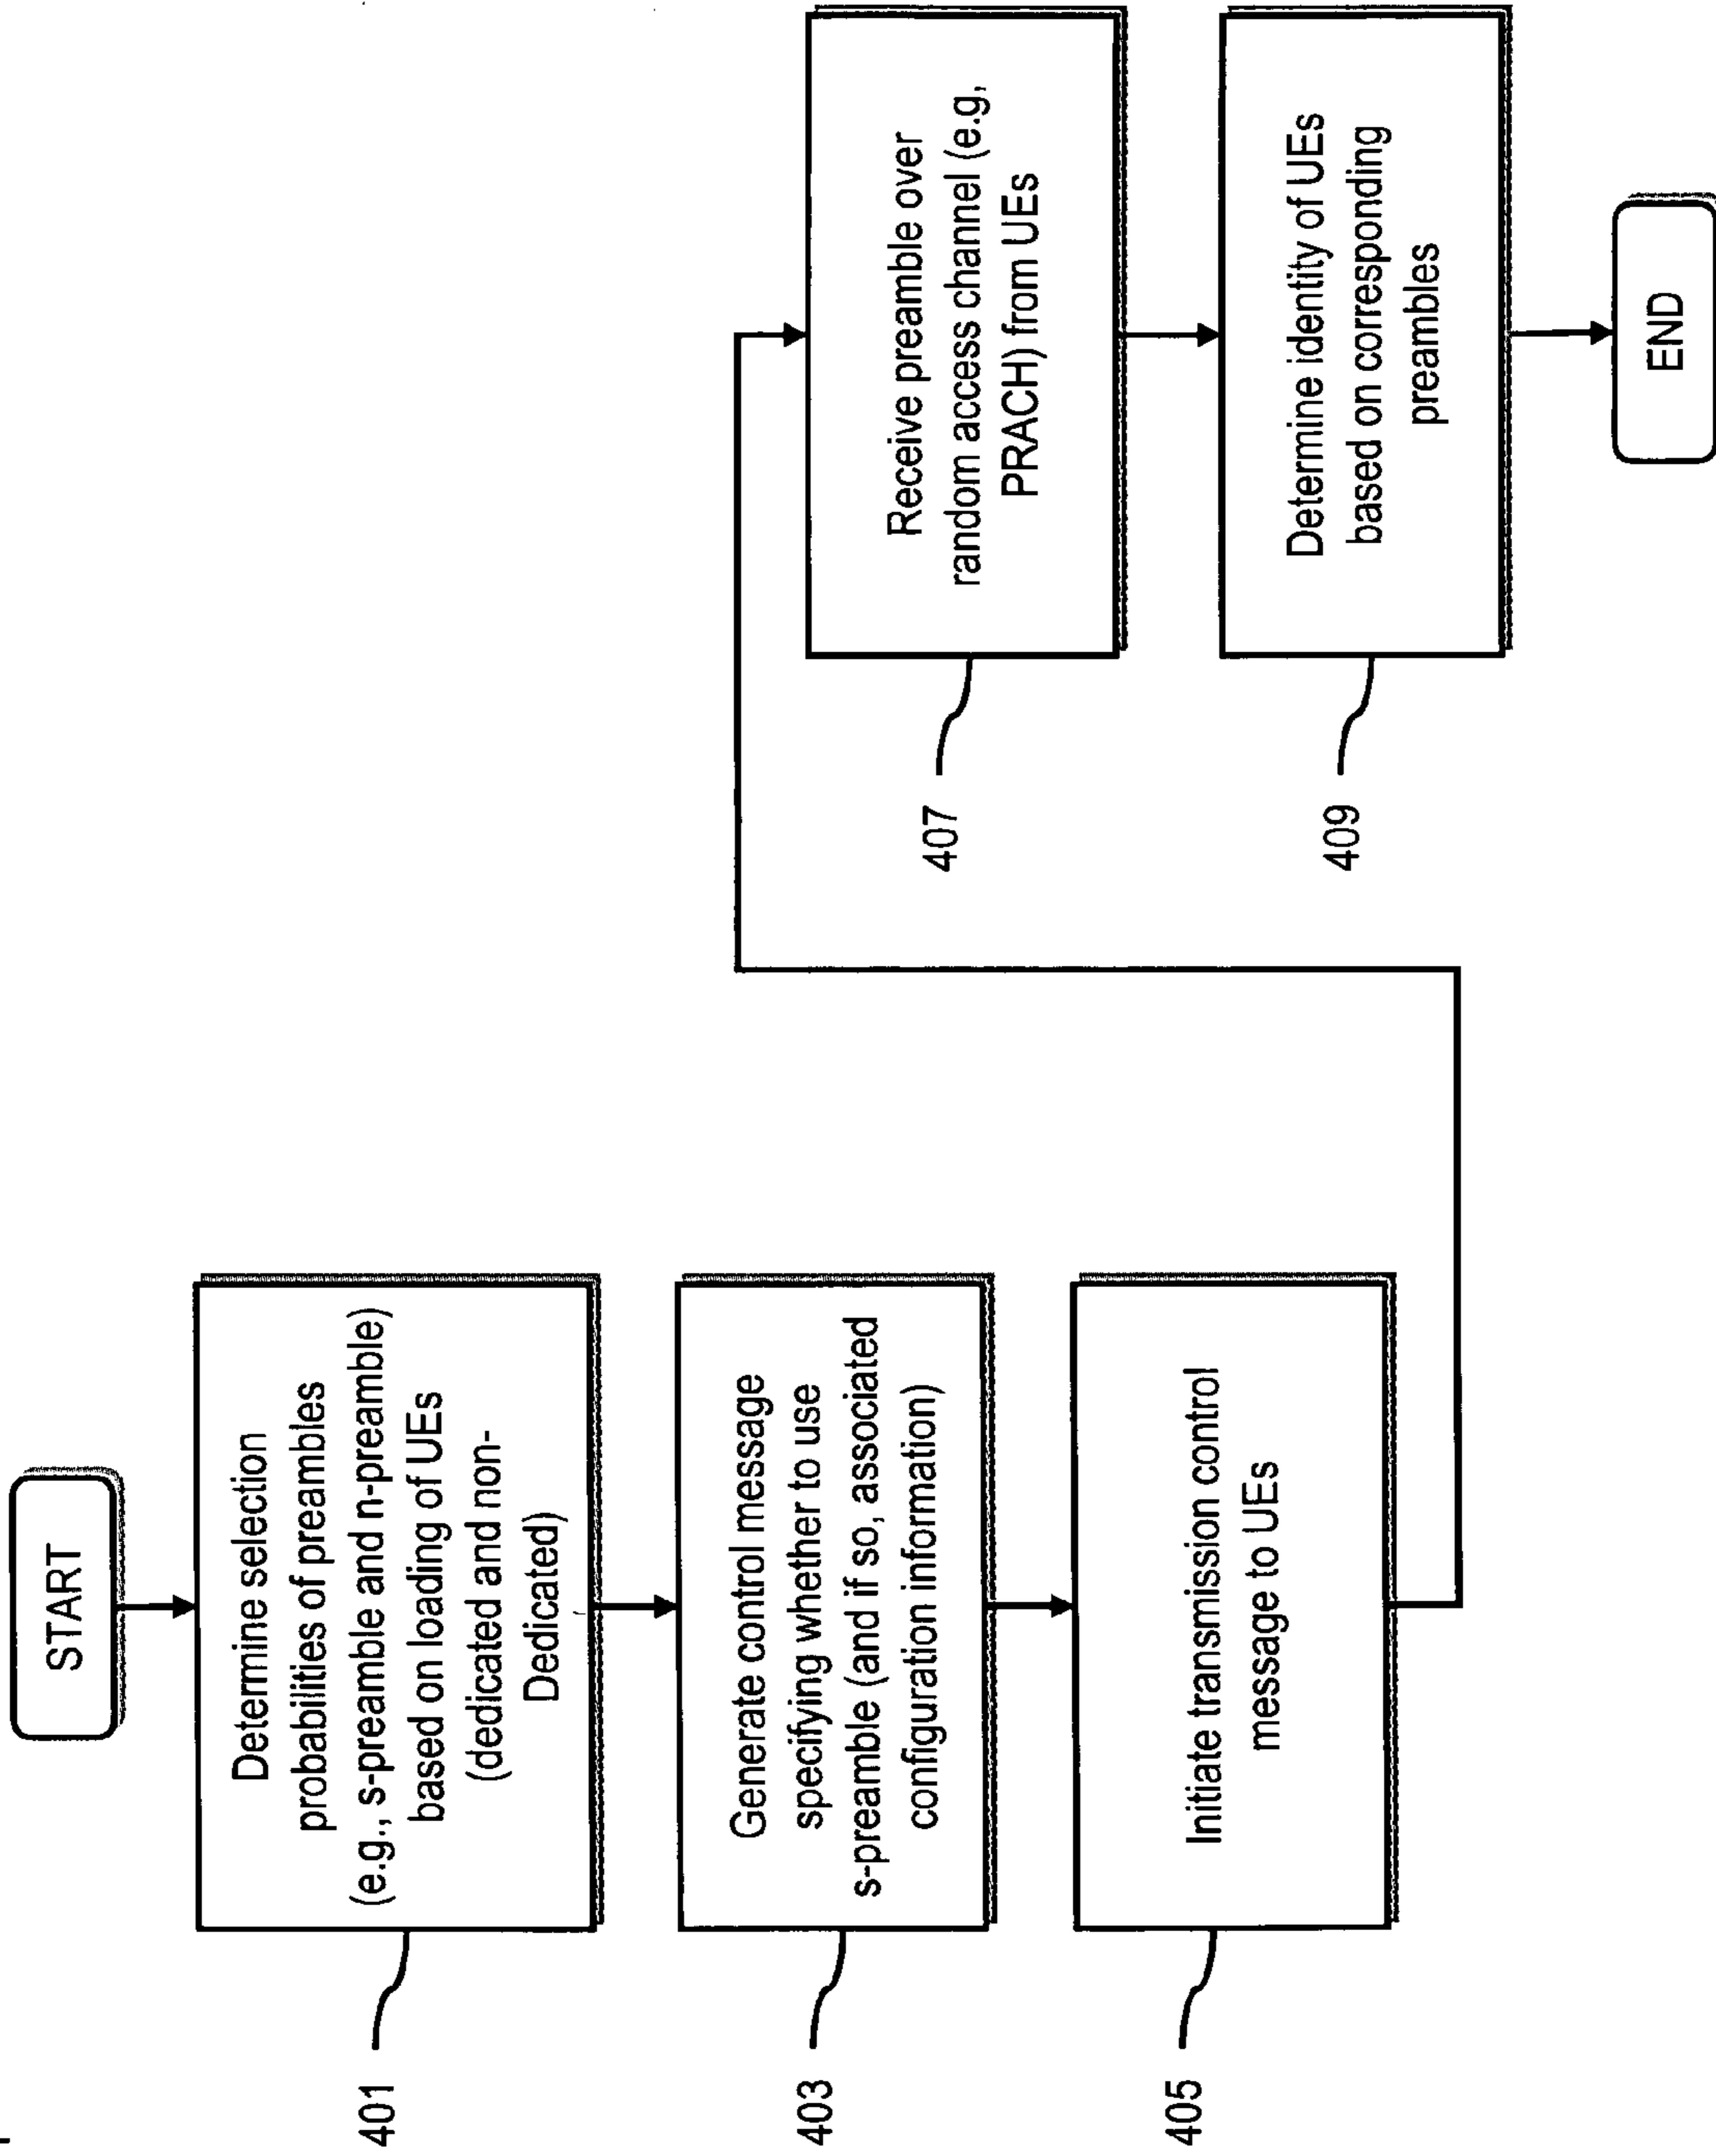 START
401
Determine selection
probabilities of preambles
(e.g., s-preamble and n-preamble)
based on loading of UEs
(dedicated and non-
Dedicated)
403
Generate control message
specifying whether to use
s-preamble (and if so, associated
configuration information)
405
Initiate transmission control
message to UEs
407
Receive preamble over
random access channel (e.g,
PRACH) from UEs
409
Determine identity of UEs
based on corresponding
preambles
END